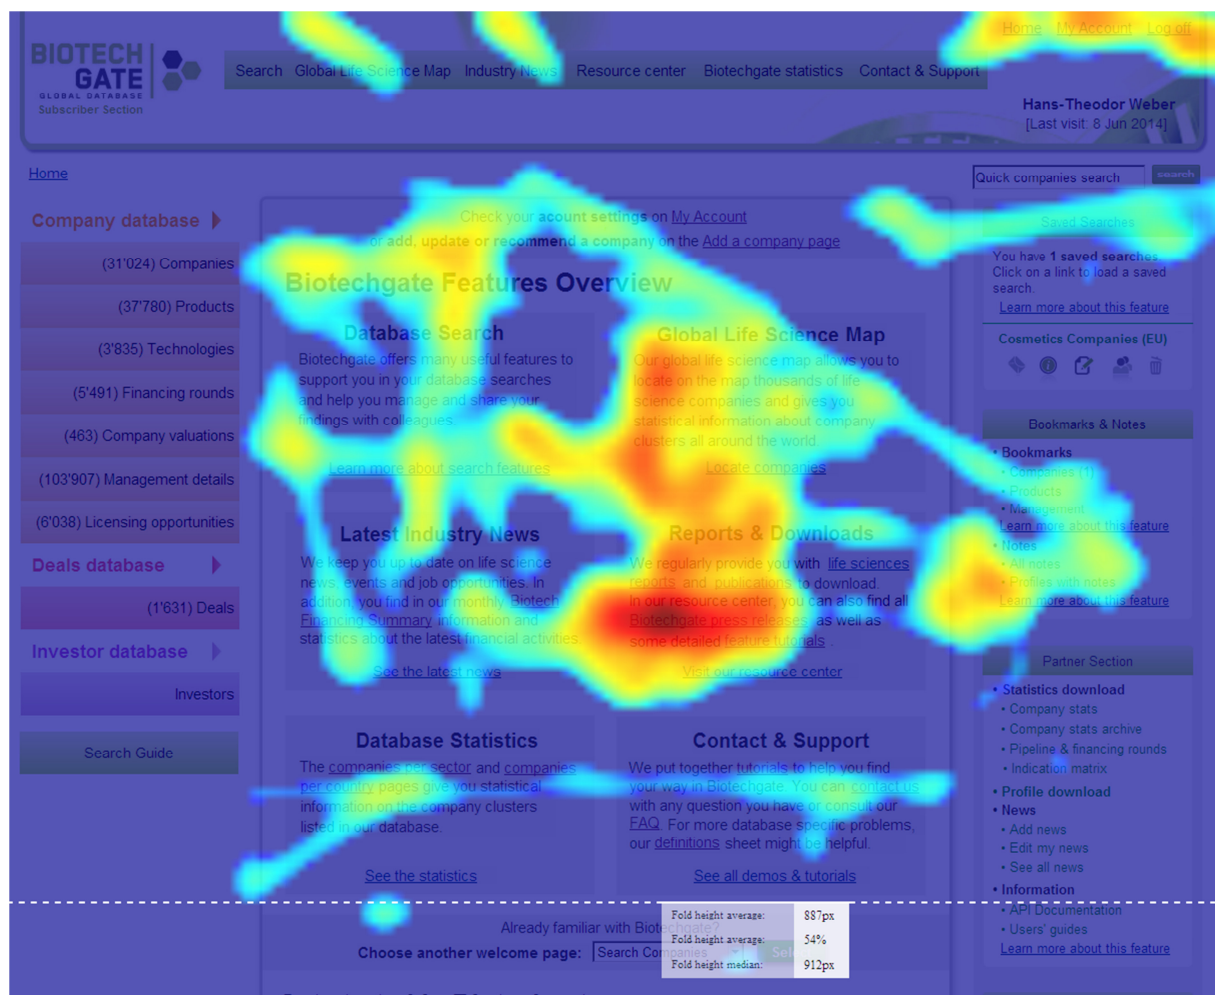 BIOTECH
GATE
GLOBAL DATABASE
Subscriber Section
Home My Account Log off
Search Global Life Science Map Industry News Resource center Biotechgate statistics Contact & Support
Hans-Theodor Weber
[Last visit: 8 Jun 2014]
Home
Quick companies search search
Company database
(31'024) Companies
(37'780) Products
(3'835) Technologies
(5'491) Financing rounds
(463) Company valuations
(103'907) Management details
(6'038) Licensing opportunities
Deals database
(1'631) Deals
Investor database
Investors
Search Guide
Check your acount settings on My Account
or add, update or recommend a company on the Add a company page
Biotechgate Features Overview
Database Search
Biotechgate offers many useful features to
support you in your database searches
and help you manage and share your
findings with colleagues.
Learn more about search features
Global Life Science Map
Our global life science map allows you to
locate on the map thousands of life
science companies and gives you
statistical information about company
clusters all around the world.
Locate companies
Latest Industry News
We keep you up to date on life science
news, events and job opportunities. In
addition, you find in our monthly Biotech
Financing Summary information and
statistics about the latest financial activities
See the latest news
Reports & Downloads
We regularly provide you with life sciences
reports and publications to download.
In our resource center, you can also find all
Biotechgate press releases as well as
some detailed feature tutorials .
Visit our resource center
Database Statistics
The companies per sector and companies
per country pages give you statistical
information on the company clusters
listed in our database.
See the statistics
Contact & Support
We put together tutorials to help you find
your way in Biotechgate. You can contact us
with any question you have or consult our
FAQ. For more database specific problems,
our definitions sheet might be helpful.
See all demos & tutorials
Saved Searches
You have 1 saved searches.
Click on a link to load a saved
search.
Learn more about this feature
Cosmetics Companies (EU)
Bookmarks & Notes
• Bookmarks
• Companies (1)
• Products
• Management
Learn more about this feature
• Notes
• All notes
• Profiles with notes
Learn more about this feature
Partner Section
• Statistics download
• Company stats
• Company stats archive
• Pipeline & financing rounds
• Indication matrix
• Profile download
• News
• Add news
• Edit my news
• See all news
• Information
• API Documentation
• Users' guides
Learn more about this feature
Already familiar with Biotechgate?
Choose another welcome page: Search Companies
Fold height average: 887px
Fold height average: 54%
Fold height median: 912px